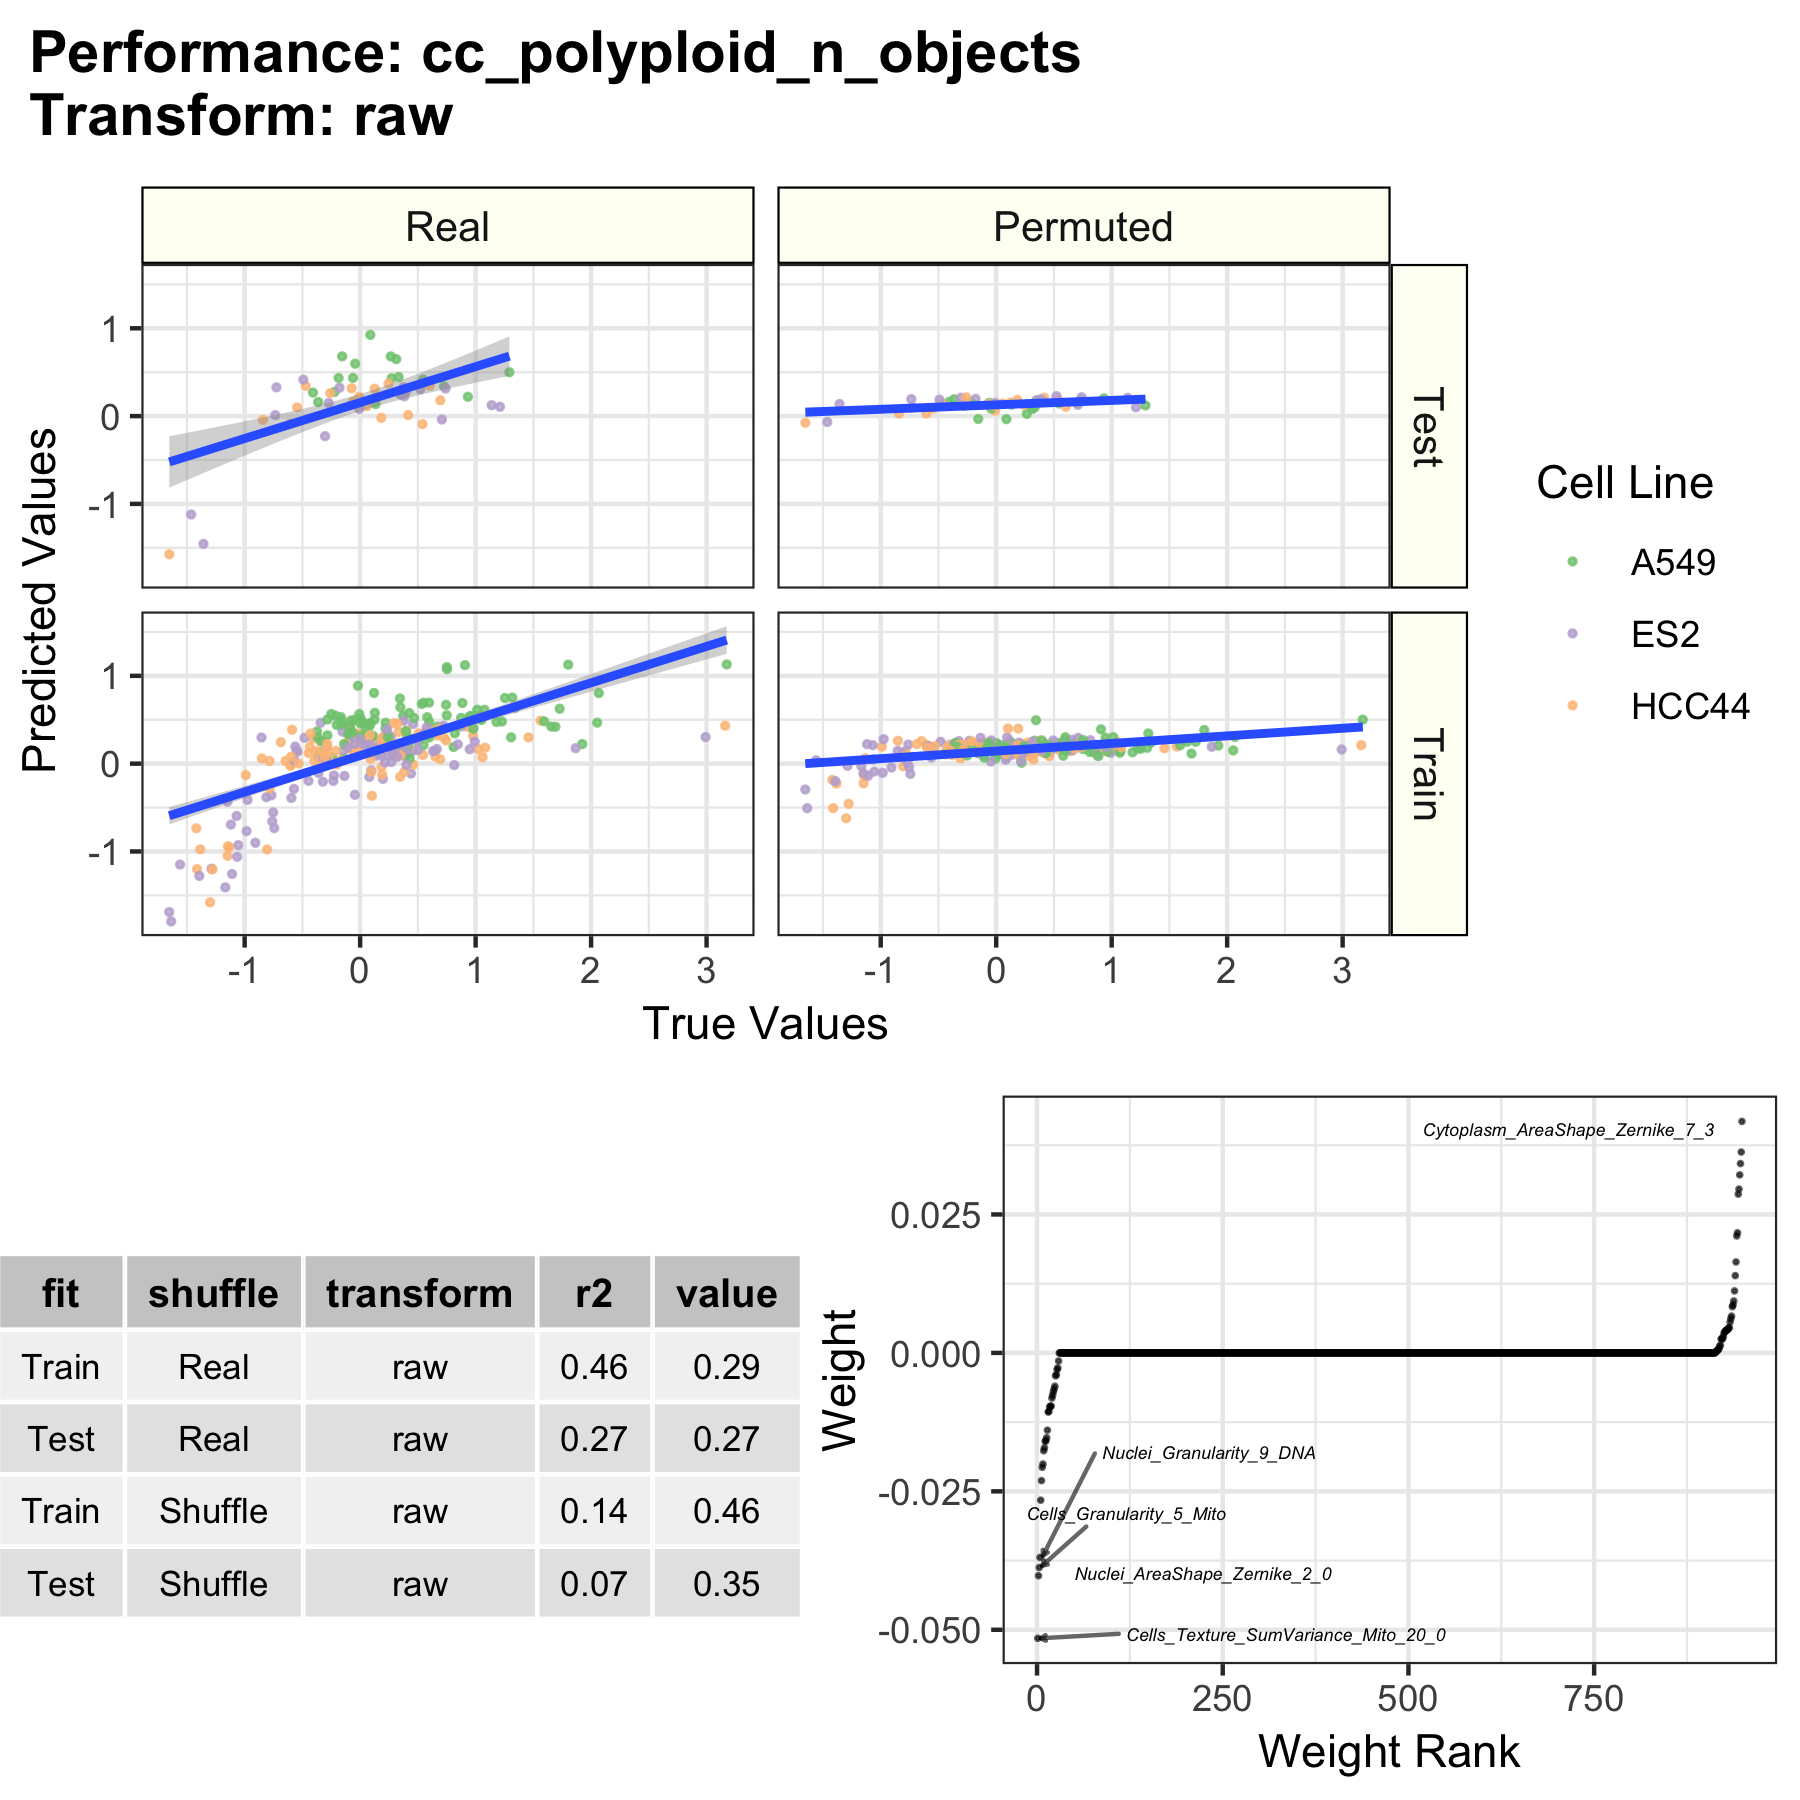 Performance: cc_polyploid_n_objects
Transform: raw
Real
Permuted
1
0
-1
Test
1
0
-1
Train
Predicted Values
-1 0 1 2 3
-1 0 1 2 3
True Values
Cell Line
A549
ES2
HCC44
fit shuffle transform r2 value
Train Real raw 0.46 0.29
Test Real raw 0.27 0.27
Train Shuffle raw 0.14 0.46
Test Shuffle raw 0.07 0.35
Weight
0.025
0.000
-0.025
-0.050
Cytoplasm_AreaShape_Zernike_7_3
Nuclei_Granularity_9_DNA
Cells_Granularity_5_Mito
Nuclei_AreaShape_Zernike_2_0
Cells_Texture_SumVariance_Mito_20_0
0 250 500 750
Weight Rank